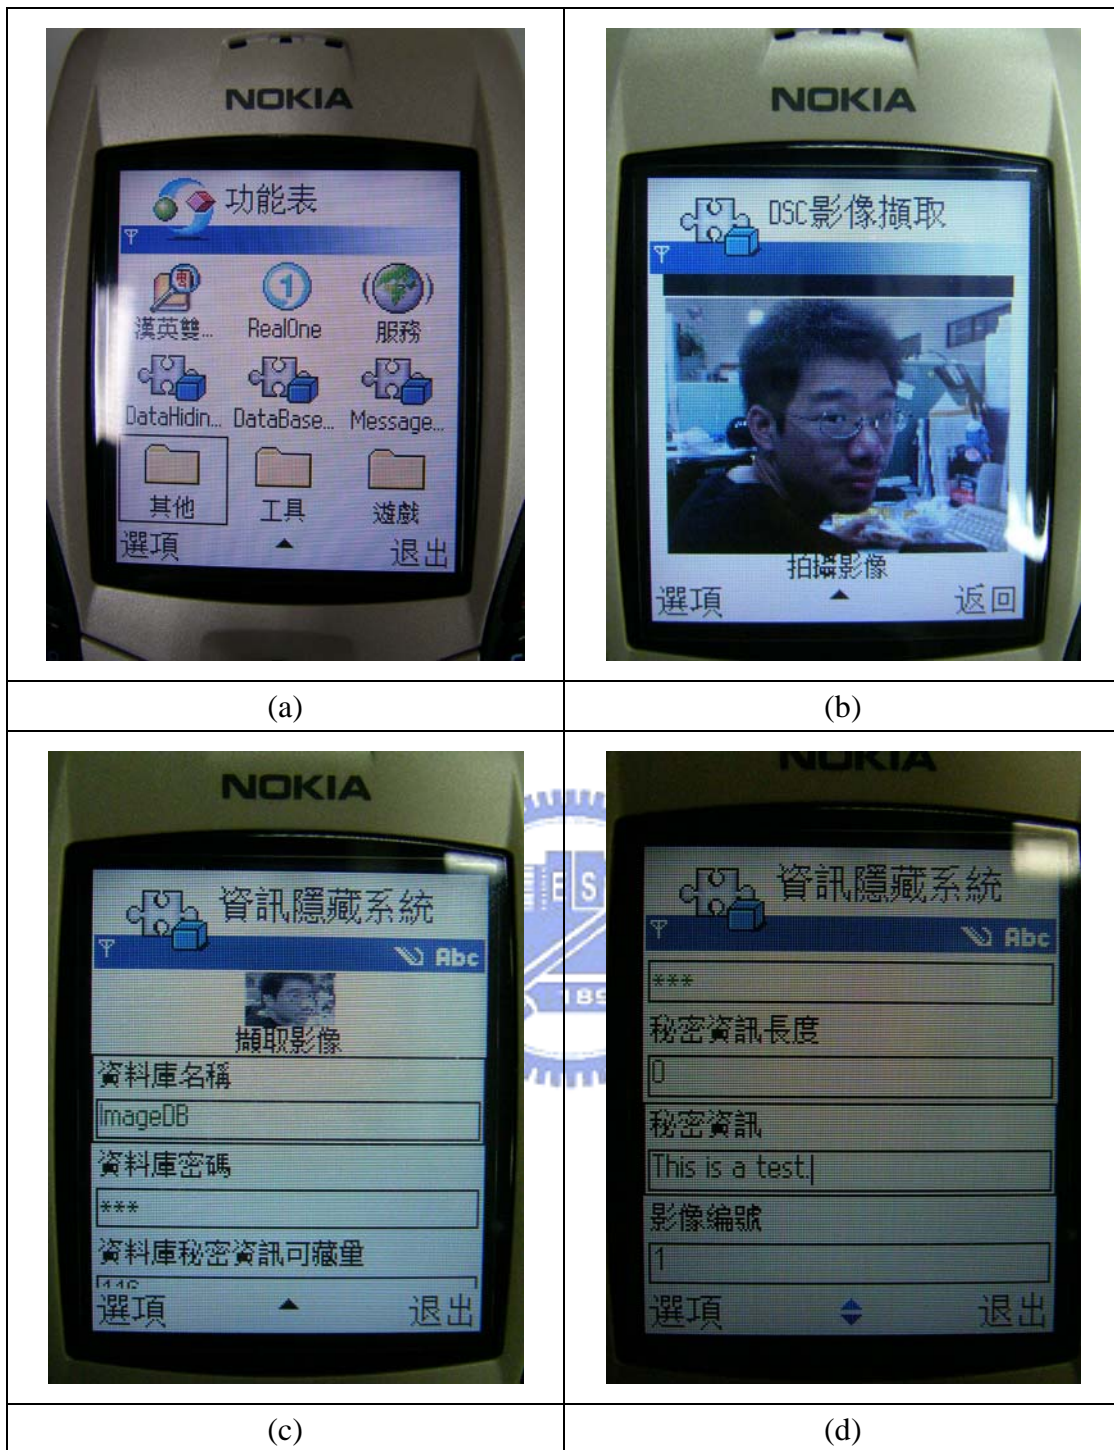 NOKIA
功能表
漢英雙... RealOne 服務
DataHidin... DataBase... Message...
其他 工具 遊戲
選項 退出
(a)
NOKIA
DSC影像擷取
拍攝影像
選項 返回
(b)
NOKIA
資訊隱藏系統
Abc
擷取影像
資料庫名稱
ImageDB
資料庫密碼
***
資料庫秘密資訊可藏量
選項 退出
(c)
NOKIA
資訊隱藏系統
Abc
***
秘密資訊長度
0
秘密資訊
This is a test.
影像編號
1
選項 退出
(d)
ES
189